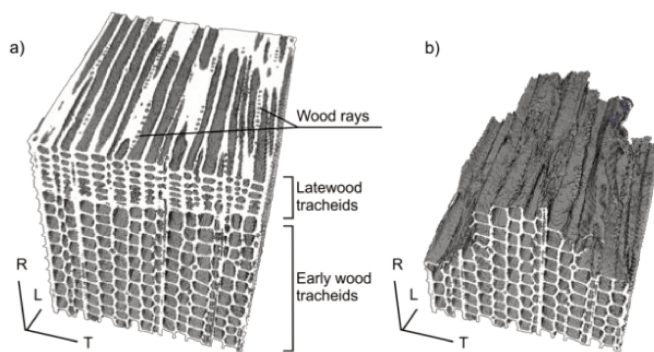 a)
b)
Wood rays
Latewood
tracheids
Early wood
tracheids
R
L
T
R
L
T